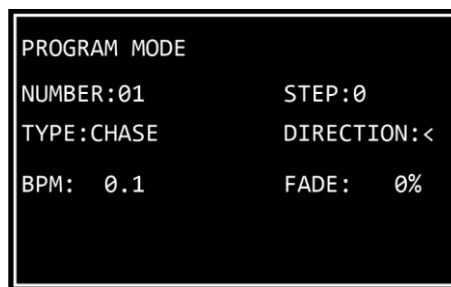 PROGRAM MODE
NUMBER:01 STEP:0
TYPE:CHASE DIRECTION:<
BPM: 0.1 FADE: 0%